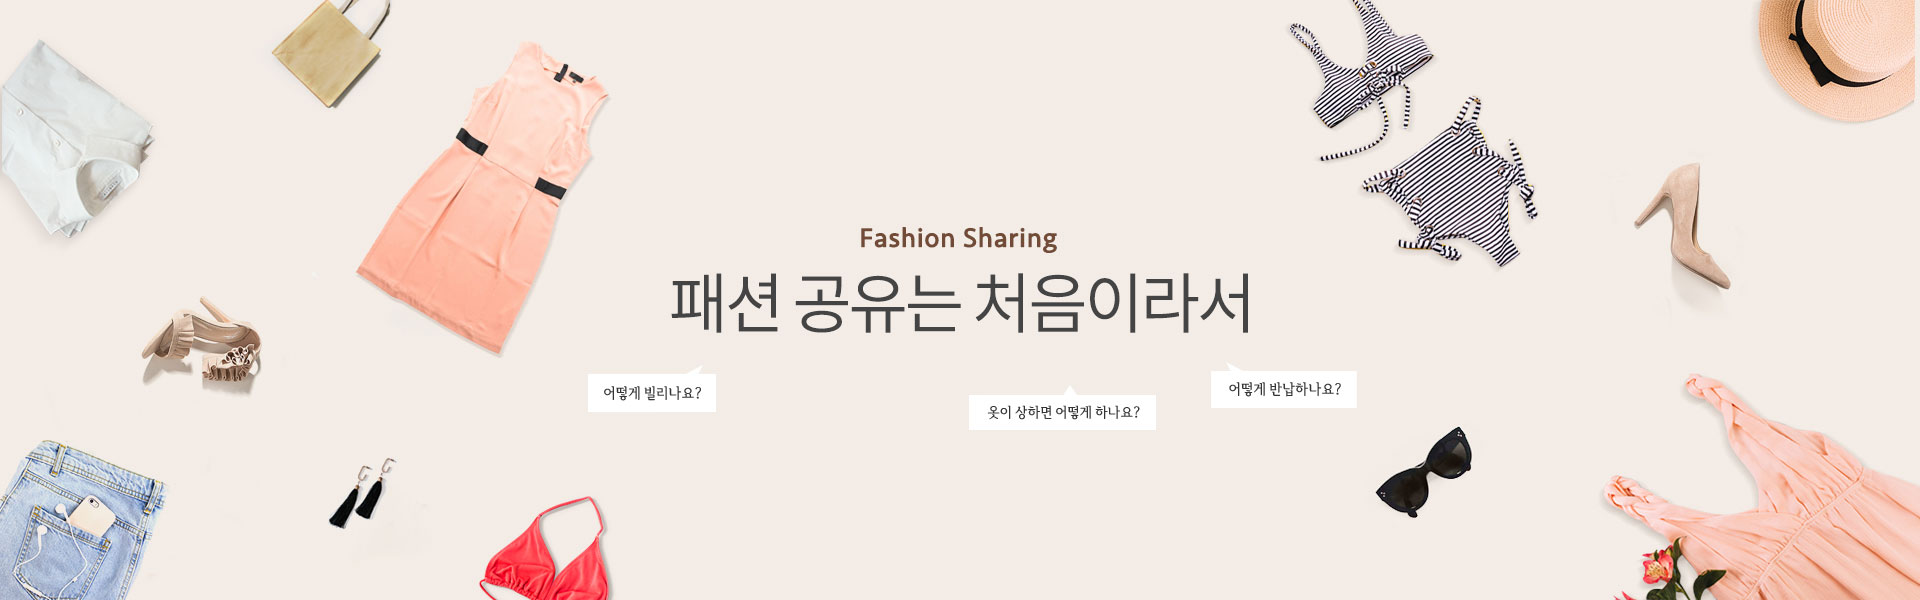 Fashion Sharing
패션 공유는 처음이라서
어떻게 빌리나요?
옷이 상하면 어떻게 하나요?
어떻게 반납하나요?